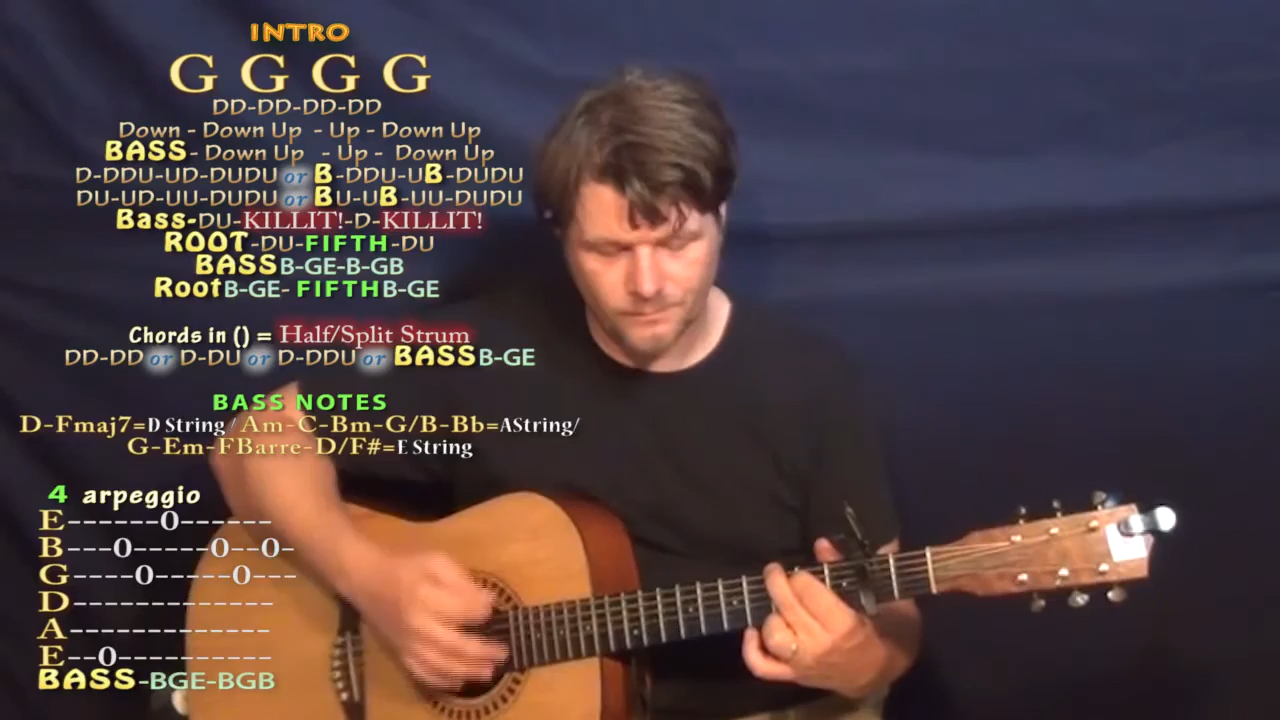 INTRO
G G G G
DD-DD-DD-DD
Down - Down Up - Up - Down Up
BASS - Down Up - Up - Down Up
D-DDU-UD-DUDU or B-DDU-UB-DUDU
DU-UD-UU-DUDU or BU-UB-UU-DUDU
Bass-DU-KILLIT!-D-KILLIT!
ROOT-DU-FIFTH-DU
BASS B-GE-B-GB
Root B-GE- FIFTH B-GE
Chords in () = Half/Split Strum
DD-DD or D-DU or D-DDU or BASS B-GE
BASS NOTES
D-Fmaj7=D String / Am-C-Bm-G/B-Bb=AString/
G-Em-FBarre-D/F#=E String
4 arpeggio
E------0------
B---0-----0--0-
G----0-----0---
D-------------
A-------------
E--0----------
BASS-BGE-BGB